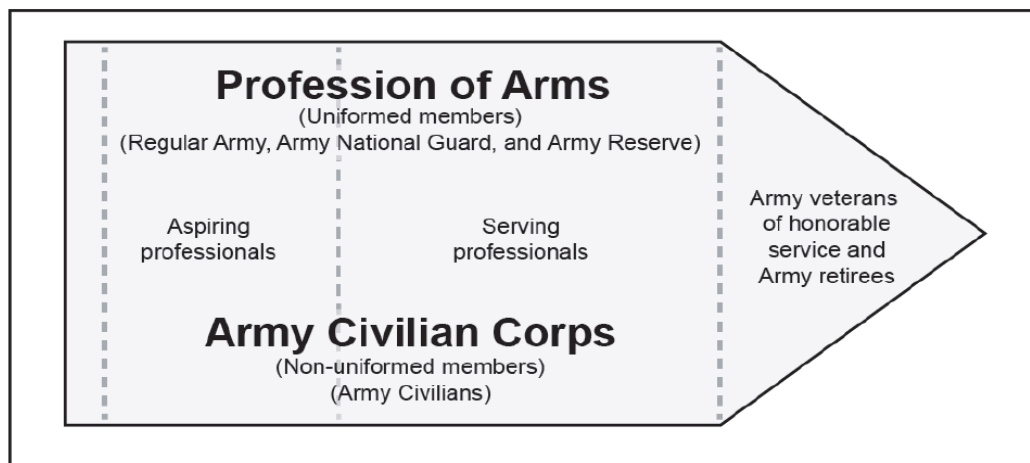 Profession of Arms
(Uniformed members)
(Regular Army, Army National Guard, and Army Reserve)
Aspiring
professionals
Serving
professionals
Army veterans
of honorable
service and
Army retirees
Army Civilian Corps
(Non-uniformed members)
(Army Civilians)